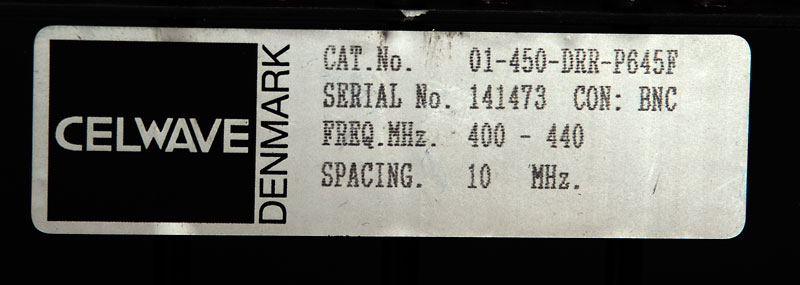 CELWAVE
DENMARK
CAT.No. 01-450-DRR-P645F
SERIAL No. 141473 CON: BNC
FREQ.MHz. 400 - 440
SPACING. 10 MHz.